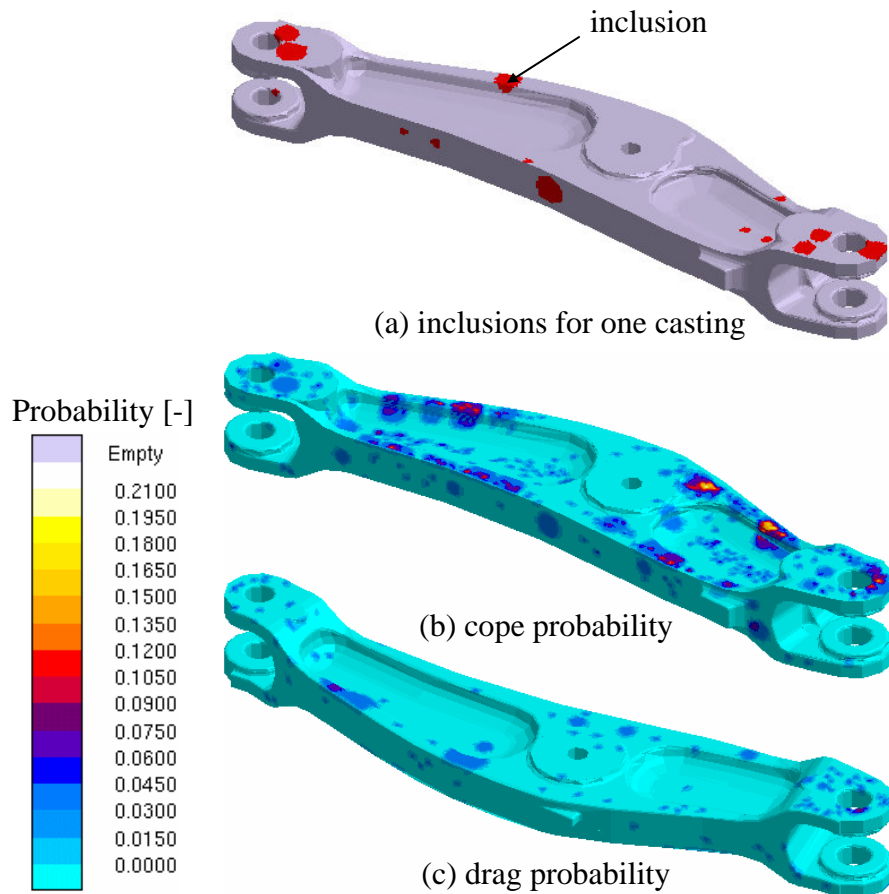 inclusion
(a) inclusions for one casting
Probability [-]
Empty
0.2100
0.1950
0.1800
0.1650
0.1500
0.1350
0.1200
0.1050
0.0900
0.0750
0.0600
0.0450
0.0300
0.0150
0.0000
(b) cope probability
(c) drag probability